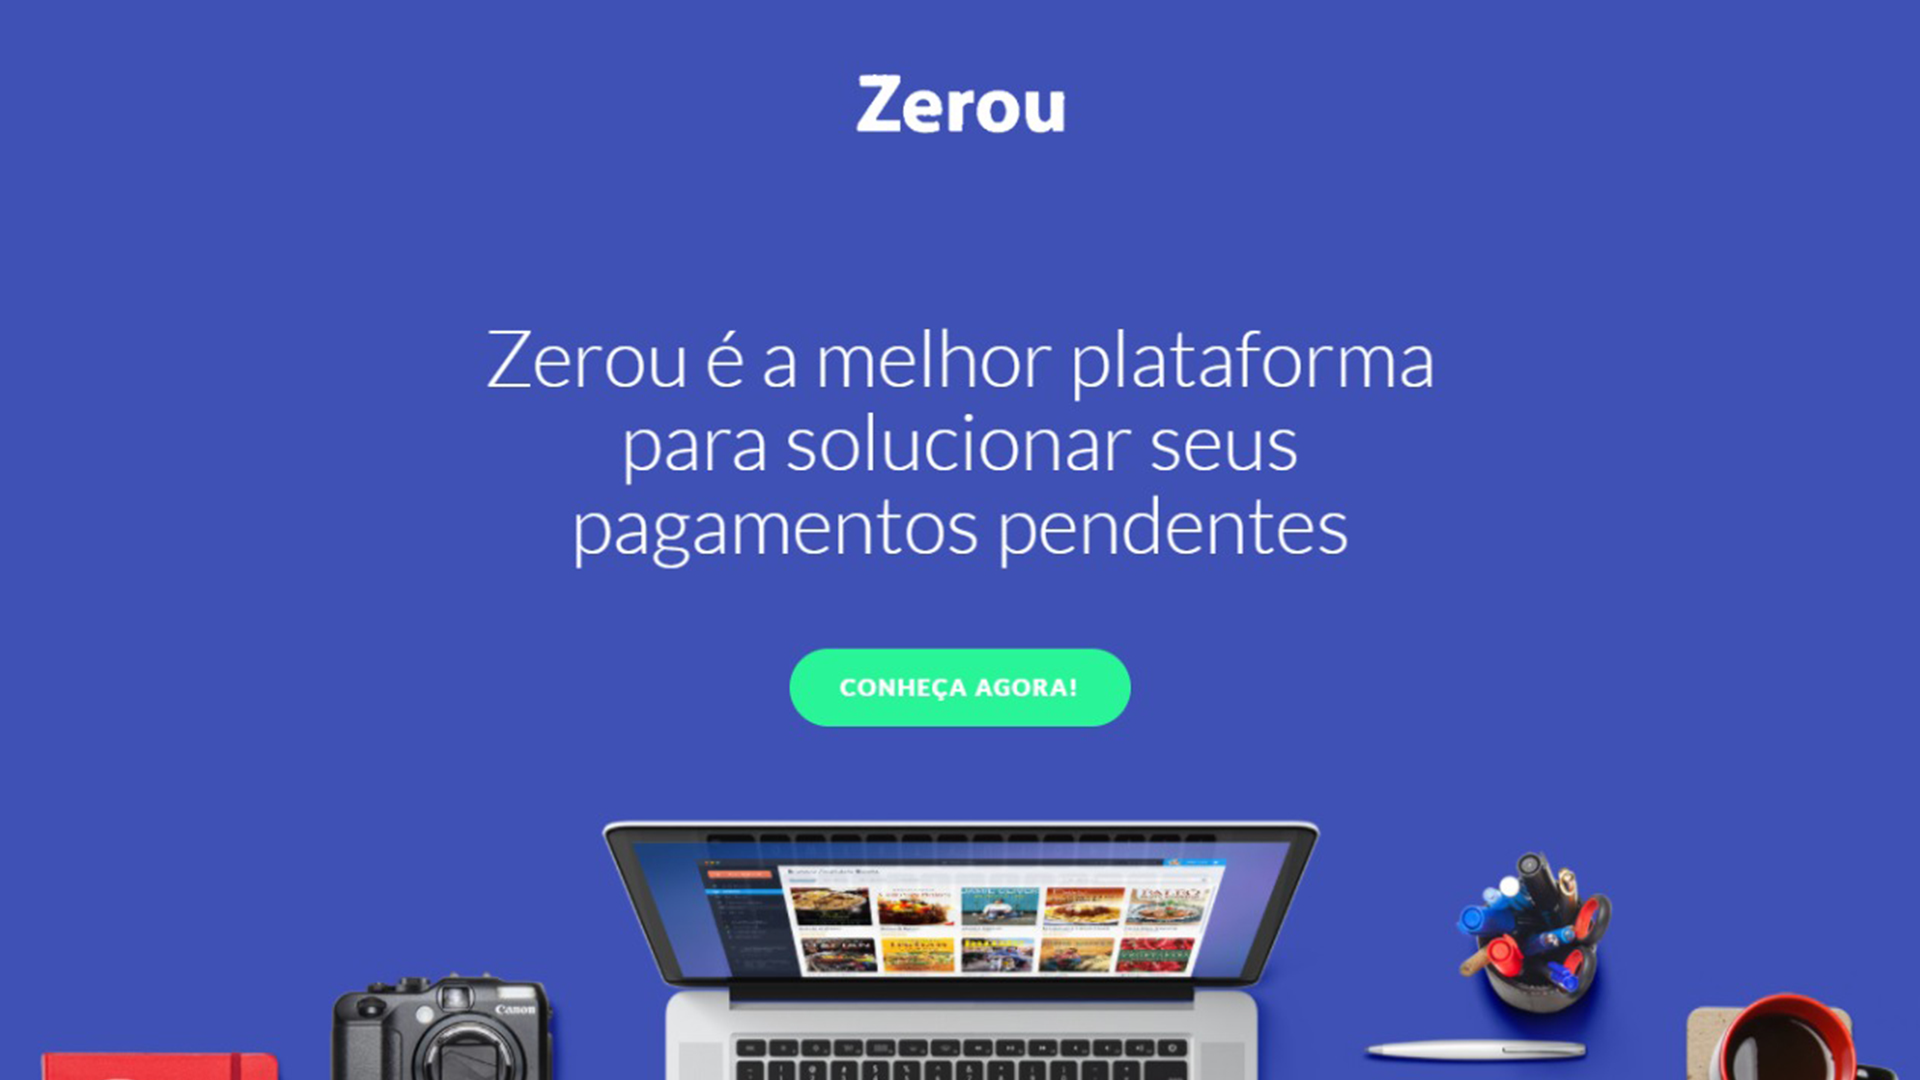 Zerou
Zerou é a melhor plataforma
para solucionar seus
pagamentos pendentes
CONHEÇA AGORA!
Canon